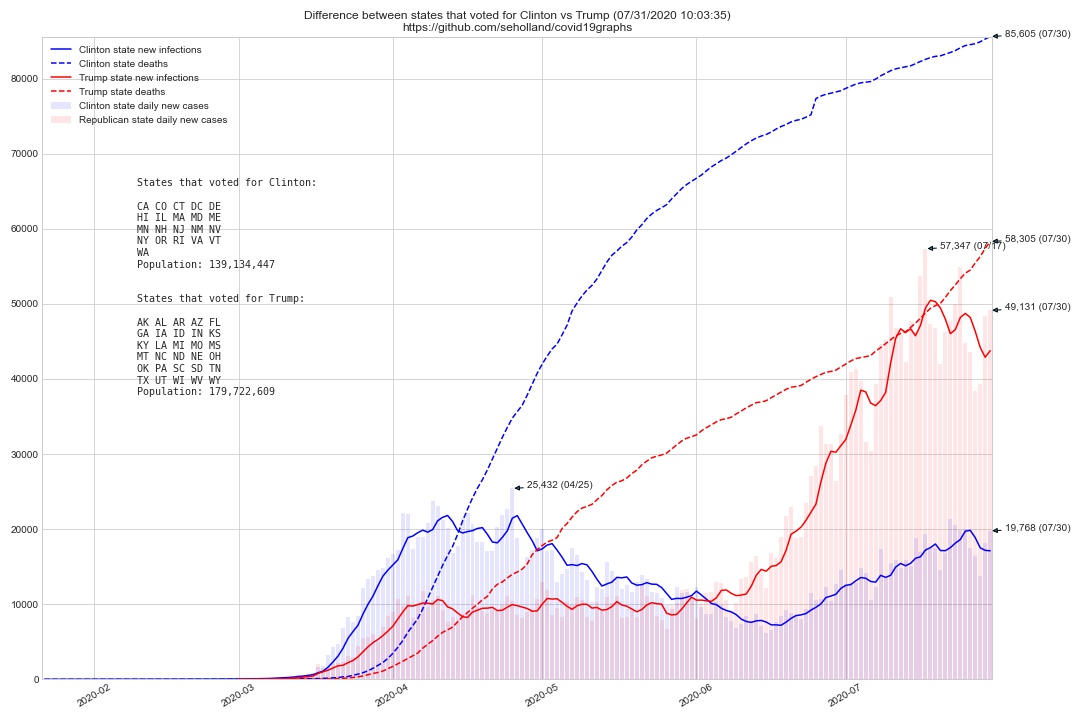 Difference between states that voted for Clinton vs Trump (07/31/2020 10:03:35)
https://github.com/seholland/covid19graphs
Clinton state new infections
Clinton state deaths
Trump state new infections
Trump state deaths
Clinton state daily new cases
Republican state daily new cases
States that voted for Clinton:
CA CO CT DC DE
HI IL MA MD ME
MN NH NJ NM NV
NY OR RI VA VT
WA
Population: 139,134,447
States that voted for Trump:
AK AL AR AZ FL
GA IA ID IN KS
KY LA MI MO MS
MT NC ND NE OH
OK PA SC SD TN
TX UT WI WV WY
Population: 179,722,609
85,605 (07/30)
58,305 (07/30)
57,347 (07/17)
49,131 (07/30)
25,432 (04/25)
19,768 (07/30)
80000
70000
60000
50000
40000
30000
20000
10000
0
2020-02
2020-03
2020-04
2020-05
2020-06
2020-07